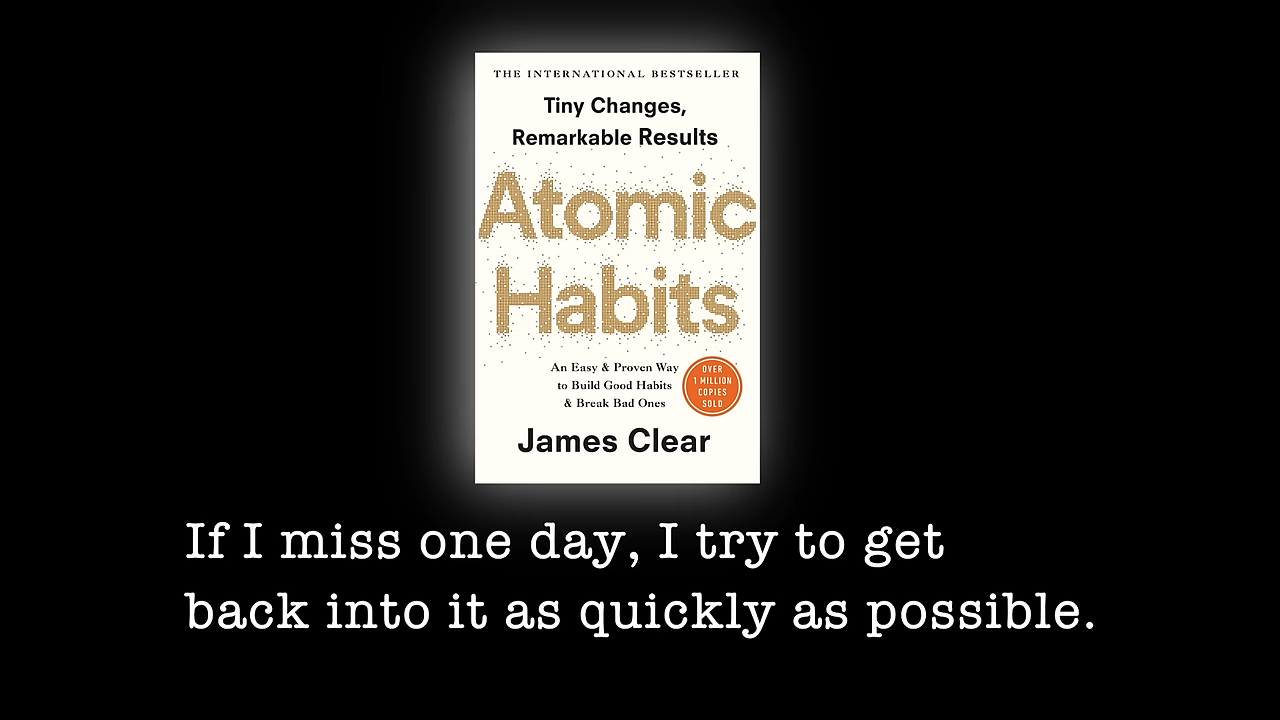 THE INTERNATIONAL BESTSELLER
Tiny Changes,
Remarkable Results
Atomic
Habits
An Easy & Proven Way
to Build Good Habits
& Break Bad Ones
OVER
1 MILLION
COPIES
SOLD
James Clear
If I miss one day, I try to get
back into it as quickly as possible.